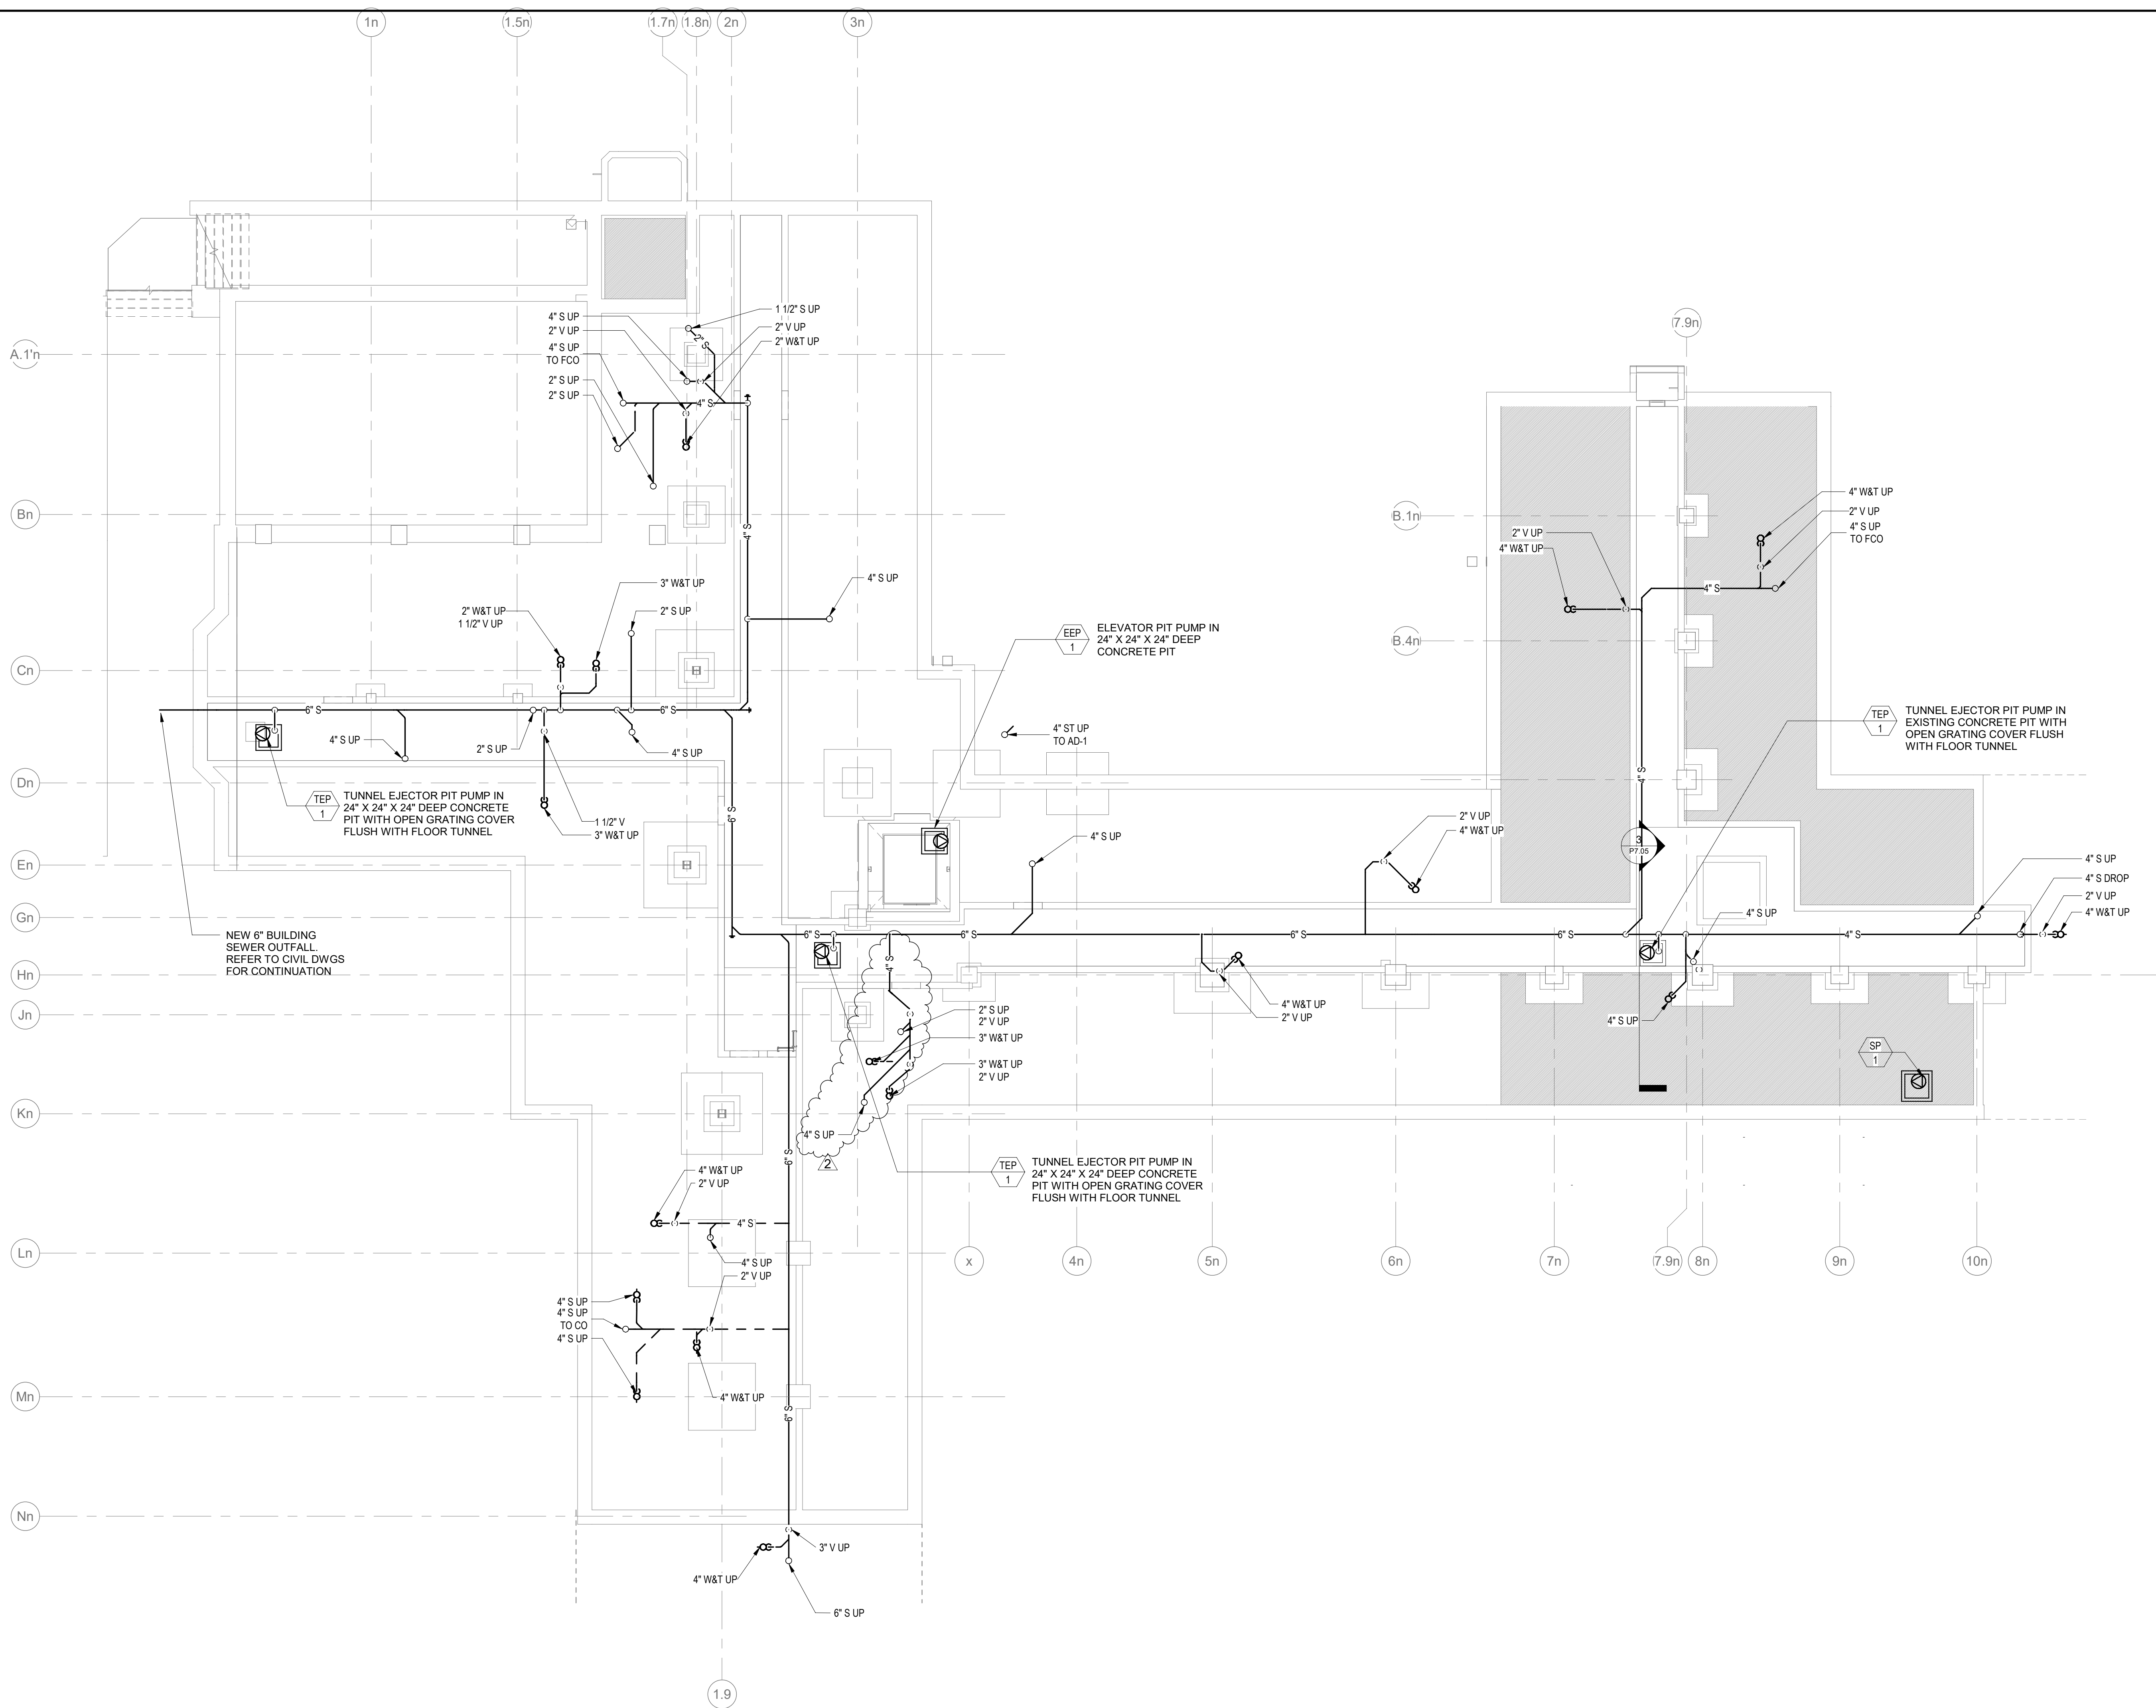 1n
1.5n
1.7n
1.8n
2n
3n
A.1'n
Bn
Cn
Dn
En
Gn
Hn
Jn
Kn
Ln
Mn
Nn
4" S UP
2" V UP
4" S UP
TO FCO
2" S UP
2" S UP
1 1/2" S UP
2" V UP
2" W&T UP
2" S
4" S
4" S
4" S UP
3" W&T UP
2" S UP
2" W&T UP
1 1/2" V UP
6" S
6" S
4" S UP
2" S UP
4" S UP
1 1/2" V
3" W&T UP
TEP
1
TUNNEL EJECTOR PIT PUMP IN
24" X 24" X 24" DEEP CONCRETE
PIT WITH OPEN GRATING COVER
FLUSH WITH FLOOR TUNNEL
NEW 6" BUILDING
SEWER OUTFALL.
REFER TO CIVIL DWGS
FOR CONTINUATION
6" S
EEP
1
ELEVATOR PIT PUMP IN
24" X 24" X 24" DEEP
CONCRETE PIT
4" ST UP
TO AD-1
4" S UP
2" V UP
4" W&T UP
7.9n
B.1n
B.4n
2" V UP
4" W&T UP
4" W&T UP
2" V UP
4" S UP
TO FCO
4" S
4" S
TEP
1
TUNNEL EJECTOR PIT PUMP IN
EXISTING CONCRETE PIT WITH
OPEN GRATING COVER FLUSH
WITH FLOOR TUNNEL
3
P7.05
4" S UP
4" S DROP
2" V UP
4" W&T UP
4" S UP
6" S
6" S
6" S
6" S
4" S
4" S
4" W&T UP
2" V UP
4" S UP
SP
1
2" S UP
2" V UP
3" W&T UP
3" W&T UP
2" V UP
4" S UP
2
TEP
1
TUNNEL EJECTOR PIT PUMP IN
24" X 24" X 24" DEEP CONCRETE
PIT WITH OPEN GRATING COVER
FLUSH WITH FLOOR TUNNEL
6" S
4" W&T UP
2" V UP
4" S
4" S UP
2" V UP
4" S UP
4" S UP
TO CO
4" S UP
4" W&T UP
6" S
x
4n
5n
6n
7n
7.9n
8n
9n
10n
3" V UP
4" W&T UP
6" S UP
1.9